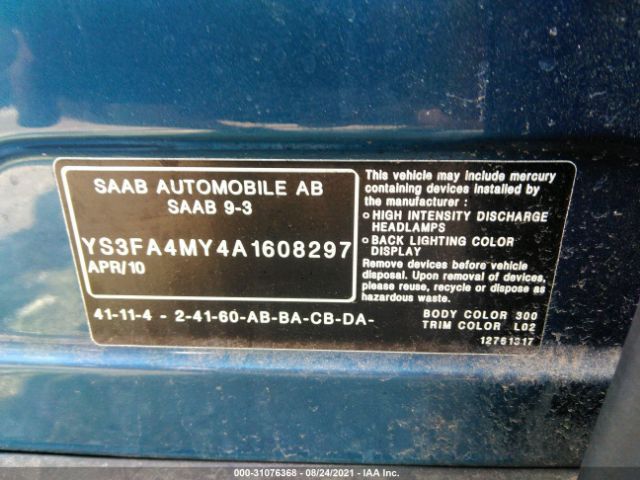 SAAB AUTOMOBILE AB
SAAB 9-3
YS3FA4MY4A1608297
APR/10
41-11-4 - 2-41-60-AB-BA-CB-DA-
This vehicle may include mercury
containing devices installed by
the manufacturer :
o HIGH INTENSITY DISCHARGE
HEADLAMPS
o BACK LIGHTING COLOR
DISPLAY
Remove devices before vehicle
disposal. Upon removal of devices,
please reuse, recycle or dispose as
hazardous waste.
BODY COLOR 300
TRIM COLOR L02
12761317
000-31076368 - 08/24/2021 - IAA Inc.